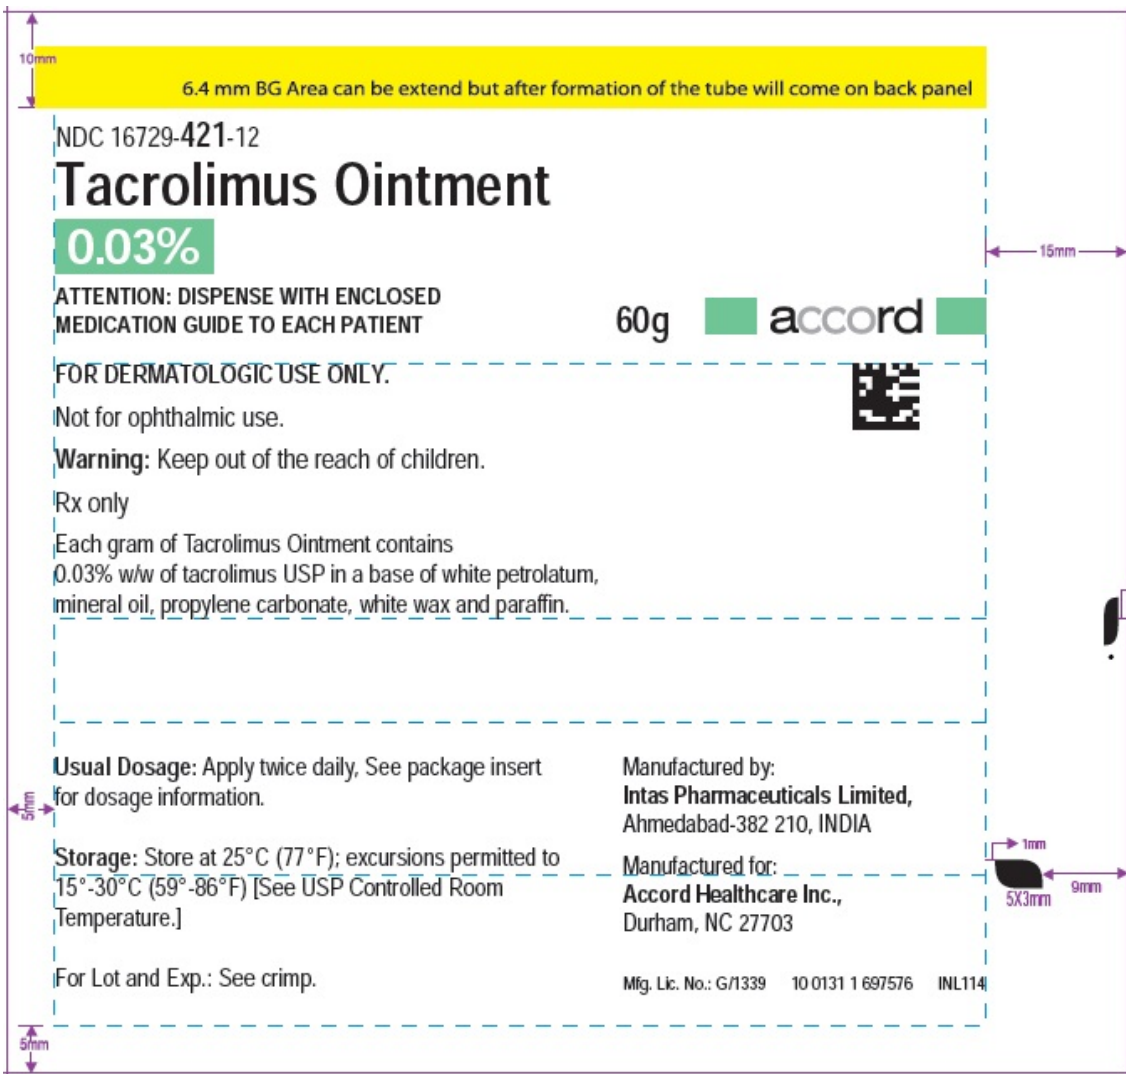 10mm
6.4 mm BG Area can be extend but after formation of the tube will come on back panel
NDC 16729-421-12
Tacrolimus Ointment
0.03%
15mm
ATTENTION: DISPENSE WITH ENCLOSED
MEDICATION GUIDE TO EACH PATIENT
60g
accord
FOR DERMATOLOGIC USE ONLY.
Not for ophthalmic use.
Warning: Keep out of the reach of children.
Rx only
Each gram of Tacrolimus Ointment contains
0.03% w/w of tacrolimus USP in a base of white petrolatum,
mineral oil, propylene carbonate, white wax and paraffin.
Usual Dosage: Apply twice daily, See package insert
for dosage information.
5mm
Storage: Store at 25°C (77°F); excursions permitted to
15°-30°C (59°-86°F) [See USP Controlled Room
Temperature.]
For Lot and Exp.: See crimp.
Manufactured by:
Intas Pharmaceuticals Limited,
Ahmedabad-382 210, INDIA
Manufactured for:
Accord Healthcare Inc.,
Durham, NC 27703
Mfg. Lic. No.: G/1339 10 0131 1 697576 INL114
1mm
9mm
5X3mm
5mm